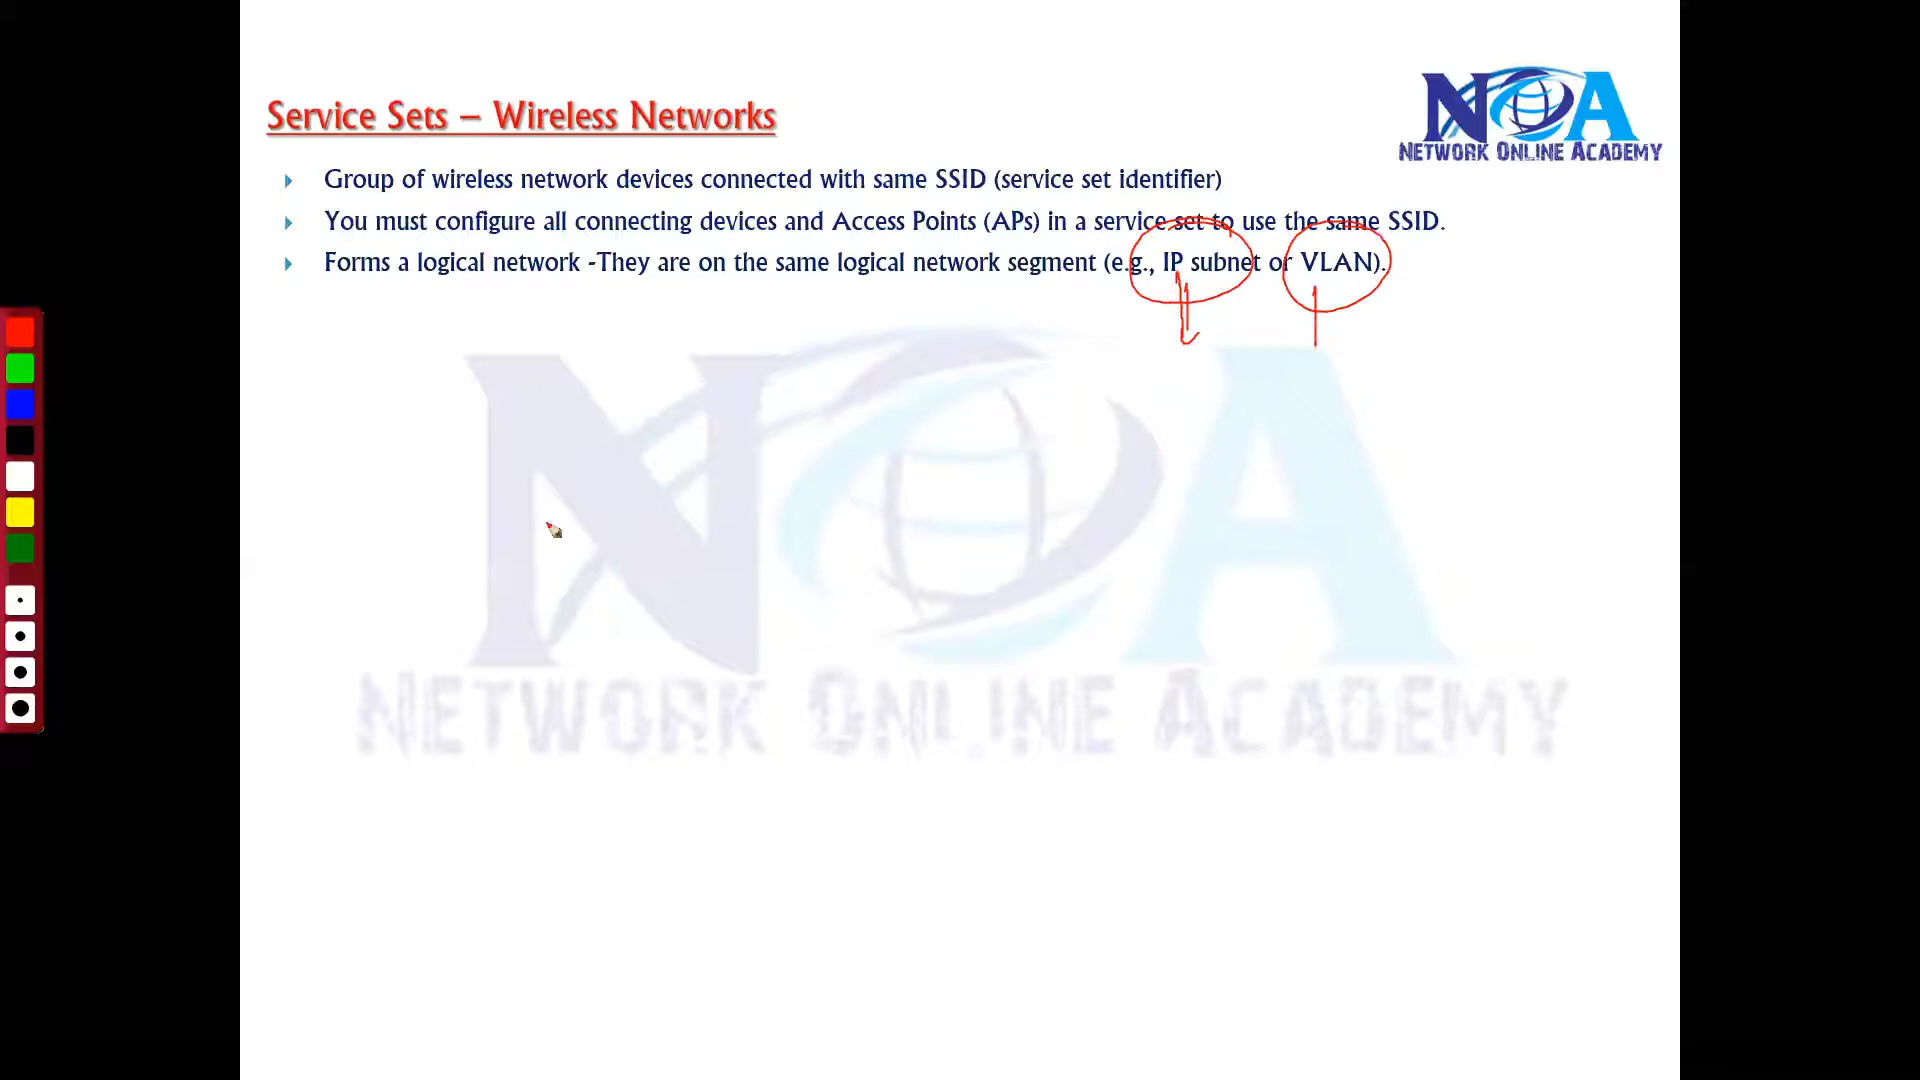 NOA
NETWORK ONLINE ACADEMY
Service Sets – Wireless Networks
Group of wireless network devices connected with same SSID (service set identifier)
You must configure all connecting devices and Access Points (APs) in a service set to use the same SSID.
Forms a logical network -They are on the same logical network segment (e.g., IP subnet or VLAN).
NOA
NETWORK ONLINE ACADEMY